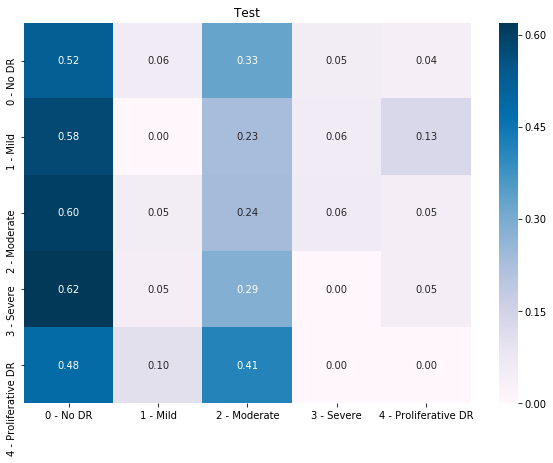 Test
0 - No DR
0.52 0.06 0.33 0.05 0.04
1 - Mild
0.58 0.00 0.23 0.06 0.13
2 - Moderate
0.60 0.05 0.24 0.06 0.05
3 - Severe
0.62 0.05 0.29 0.00 0.05
4 - Proliferative DR
0.48 0.10 0.41 0.00 0.00
0 - No DR 1 - Mild 2 - Moderate 3 - Severe 4 - Proliferative DR
0.60
0.45
0.30
0.15
0.00